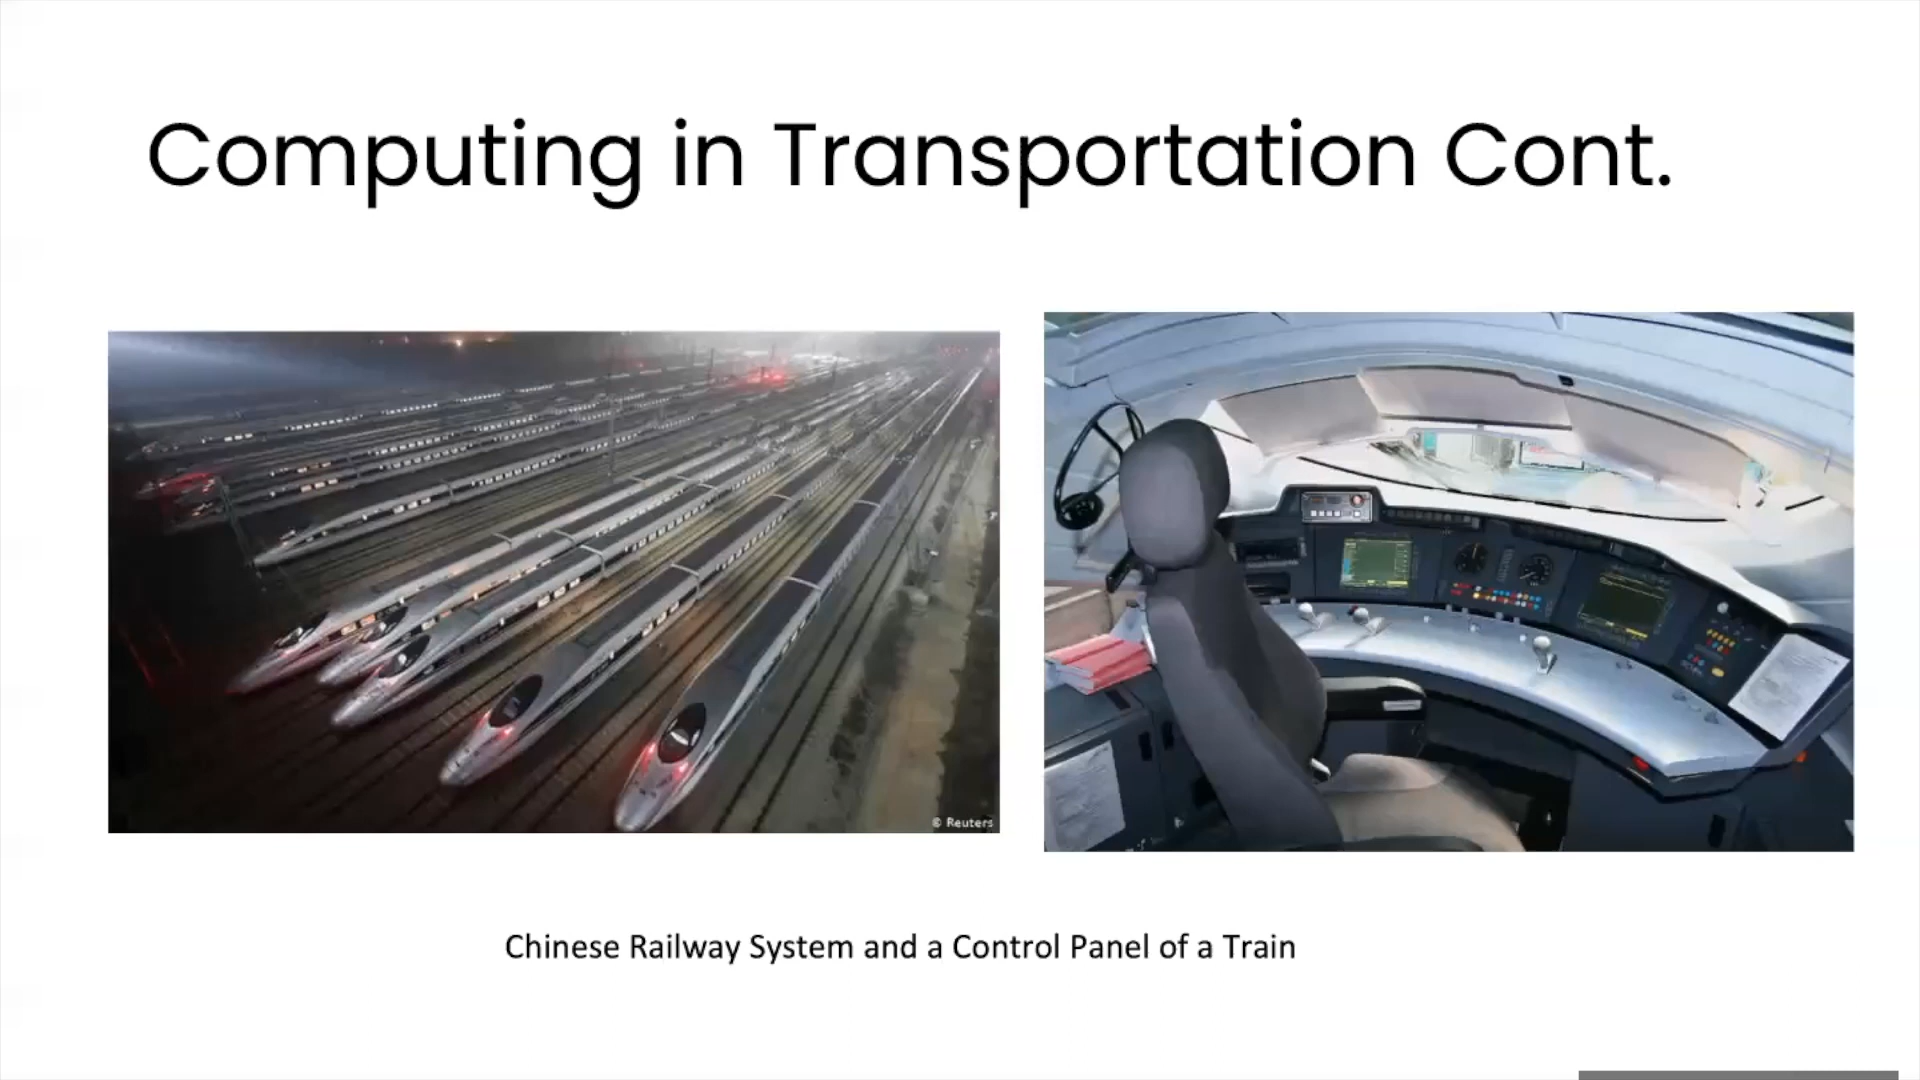 Computing in Transportation Cont.
© Reuters
Chinese Railway System and a Control Panel of a Train